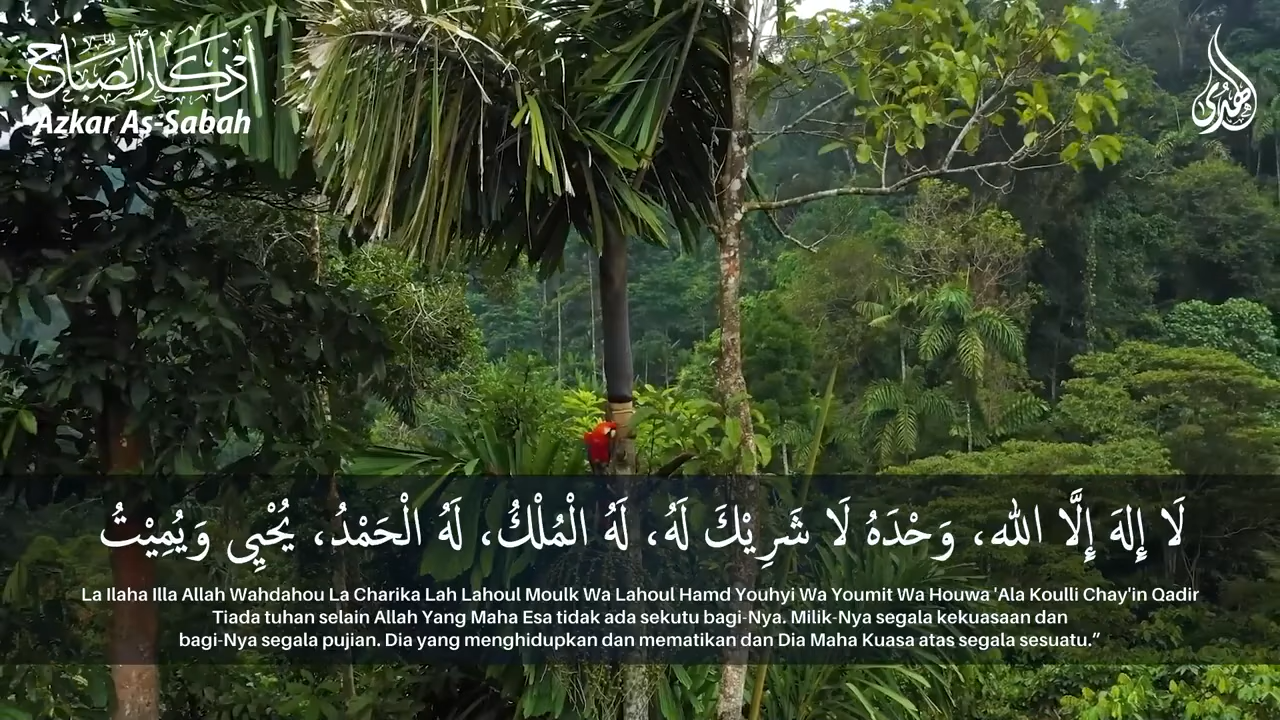 أذكار الصباح
Azkar Aş-Sabah
الهدى
لَا إِلهَ إِلَّا الله، وَحْدَهُ لَا شَرِيْكَ لَهُ، لَهُ الْمُلْكُ، لَهُ الْحَمْدُ، يُحْيِي وَيُمِيْتُ
La Ilaha Illa Allah Wahdahou La Charika Lah Lahoul Moulk Wa Lahoul Hamd Youhyi Wa Youmit Wa Houwa 'Ala Koulli Chay'in Qadir
Tiada tuhan selain Allah Yang Maha Esa tidak ada sekutu bagi-Nya. Milik-Nya segala kekuasaan dan
bagi-Nya segala pujian. Dia yang menghidupkan dan mematikan dan Dia Maha Kuasa atas segala sesuatu.”